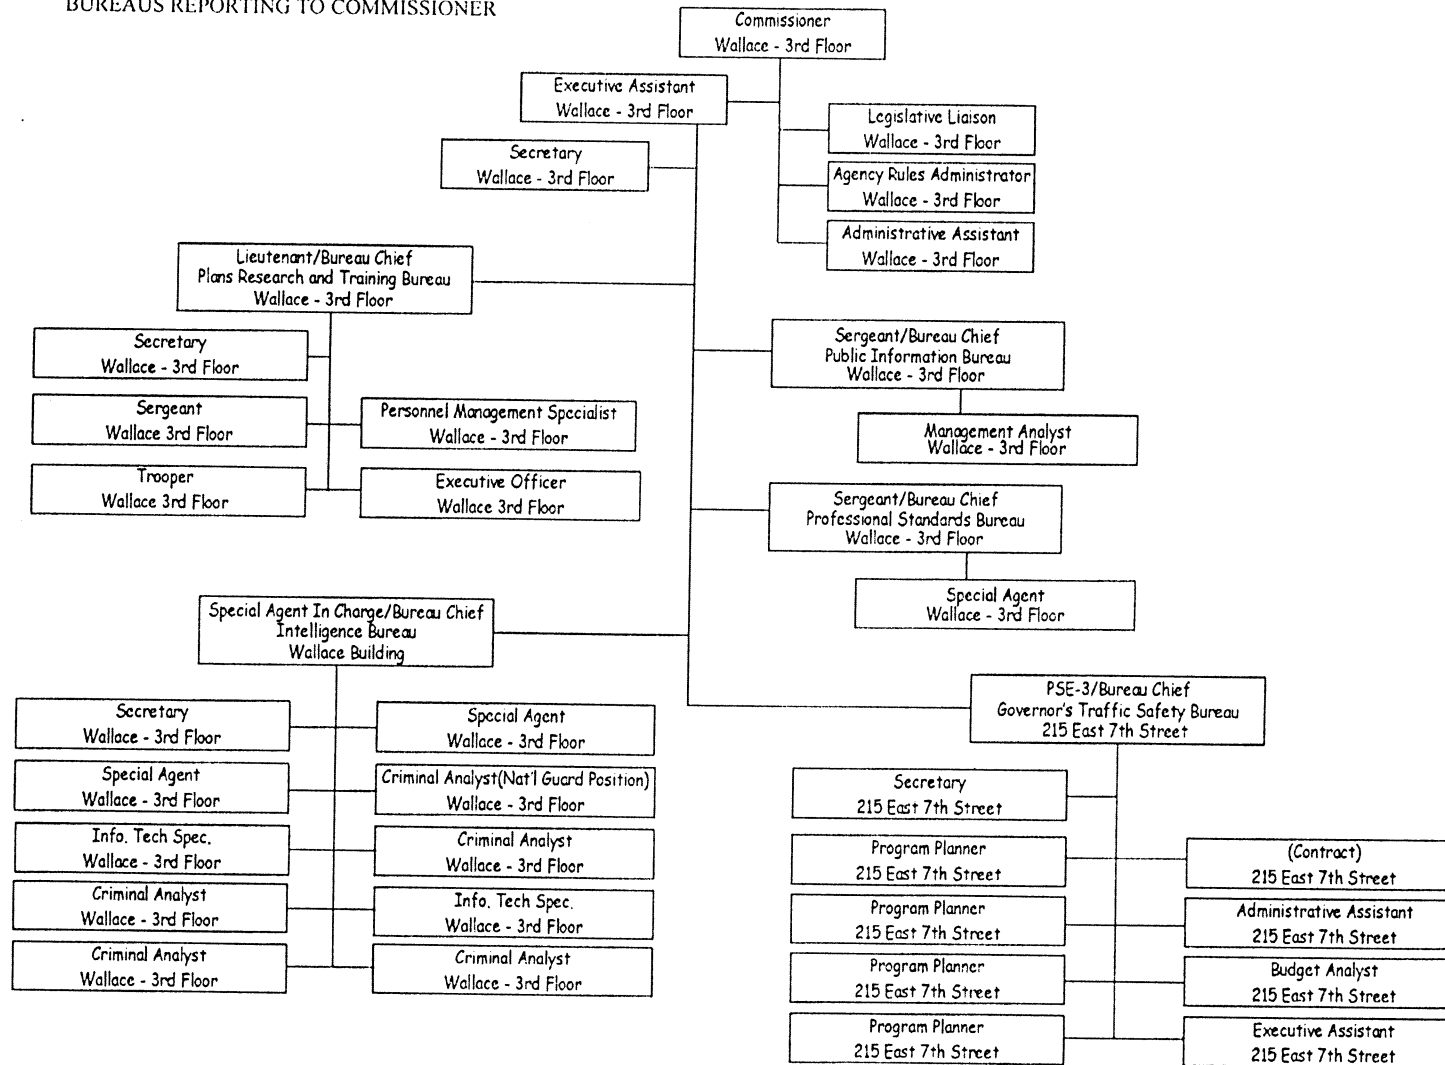 BUREAUS REPORTING TO COMMISSIONER
Commissioner
Wallace - 3rd Floor
Executive Assistant
Wallace - 3rd Floor
Legislative Liaison
Wallace - 3rd Floor
Secretary
Wallace - 3rd Floor
Agency Rules Administrator
Wallace - 3rd Floor
Administrative Assistant
Wallace - 3rd Floor
Lieutenant/Bureau Chief
Plans Research and Training Bureau
Wallace - 3rd Floor
Secretary
Wallace - 3rd Floor
Sergeant
Wallace 3rd Floor
Personnel Management Specialist
Wallace - 3rd Floor
Trooper
Wallace 3rd Floor
Executive Officer
Wallace 3rd Floor
Sergeant/Bureau Chief
Public Information Bureau
Wallace - 3rd Floor
Management Analyst
Wallace - 3rd Floor
Sergeant/Bureau Chief
Professional Standards Bureau
Wallace - 3rd Floor
Special Agent
Wallace - 3rd Floor
Special Agent In Charge/Bureau Chief
Intelligence Bureau
Wallace Building
Secretary
Wallace - 3rd Floor
Special Agent
Wallace - 3rd Floor
Special Agent
Wallace - 3rd Floor
Criminal Analyst(Nat'l Guard Position)
Wallace - 3rd Floor
Info. Tech Spec.
Wallace - 3rd Floor
Criminal Analyst
Wallace - 3rd Floor
Criminal Analyst
Wallace - 3rd Floor
Info. Tech Spec.
Wallace - 3rd Floor
Criminal Analyst
Wallace - 3rd Floor
Criminal Analyst
Wallace - 3rd Floor
PSE-3/Bureau Chief
Governor's Traffic Safety Bureau
215 East 7th Street
Secretary
215 East 7th Street
Program Planner
215 East 7th Street
(Contract)
215 East 7th Street
Program Planner
215 East 7th Street
Administrative Assistant
215 East 7th Street
Program Planner
215 East 7th Street
Budget Analyst
215 East 7th Street
Program Planner
215 East 7th Street
Executive Assistant
215 East 7th Street